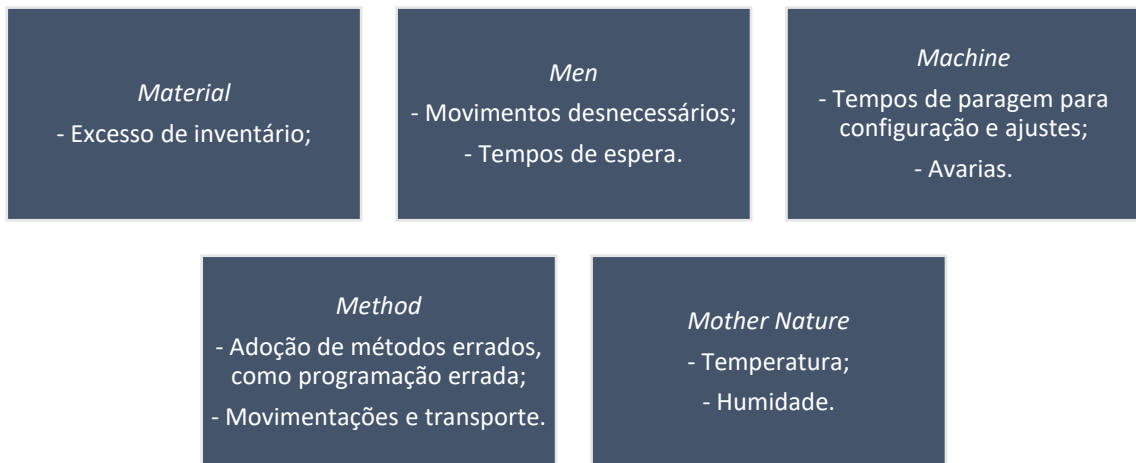 Material
- Excesso de inventário;
Men
- Movimentos desnecessários;
- Tempos de espera.
Machine
- Tempos de paragem para
configuração e ajustes;
- Avarias.
Method
- Adoção de métodos errados,
como programação errada;
- Movimentações e transporte.
Mother Nature
- Temperatura;
- Humidade.